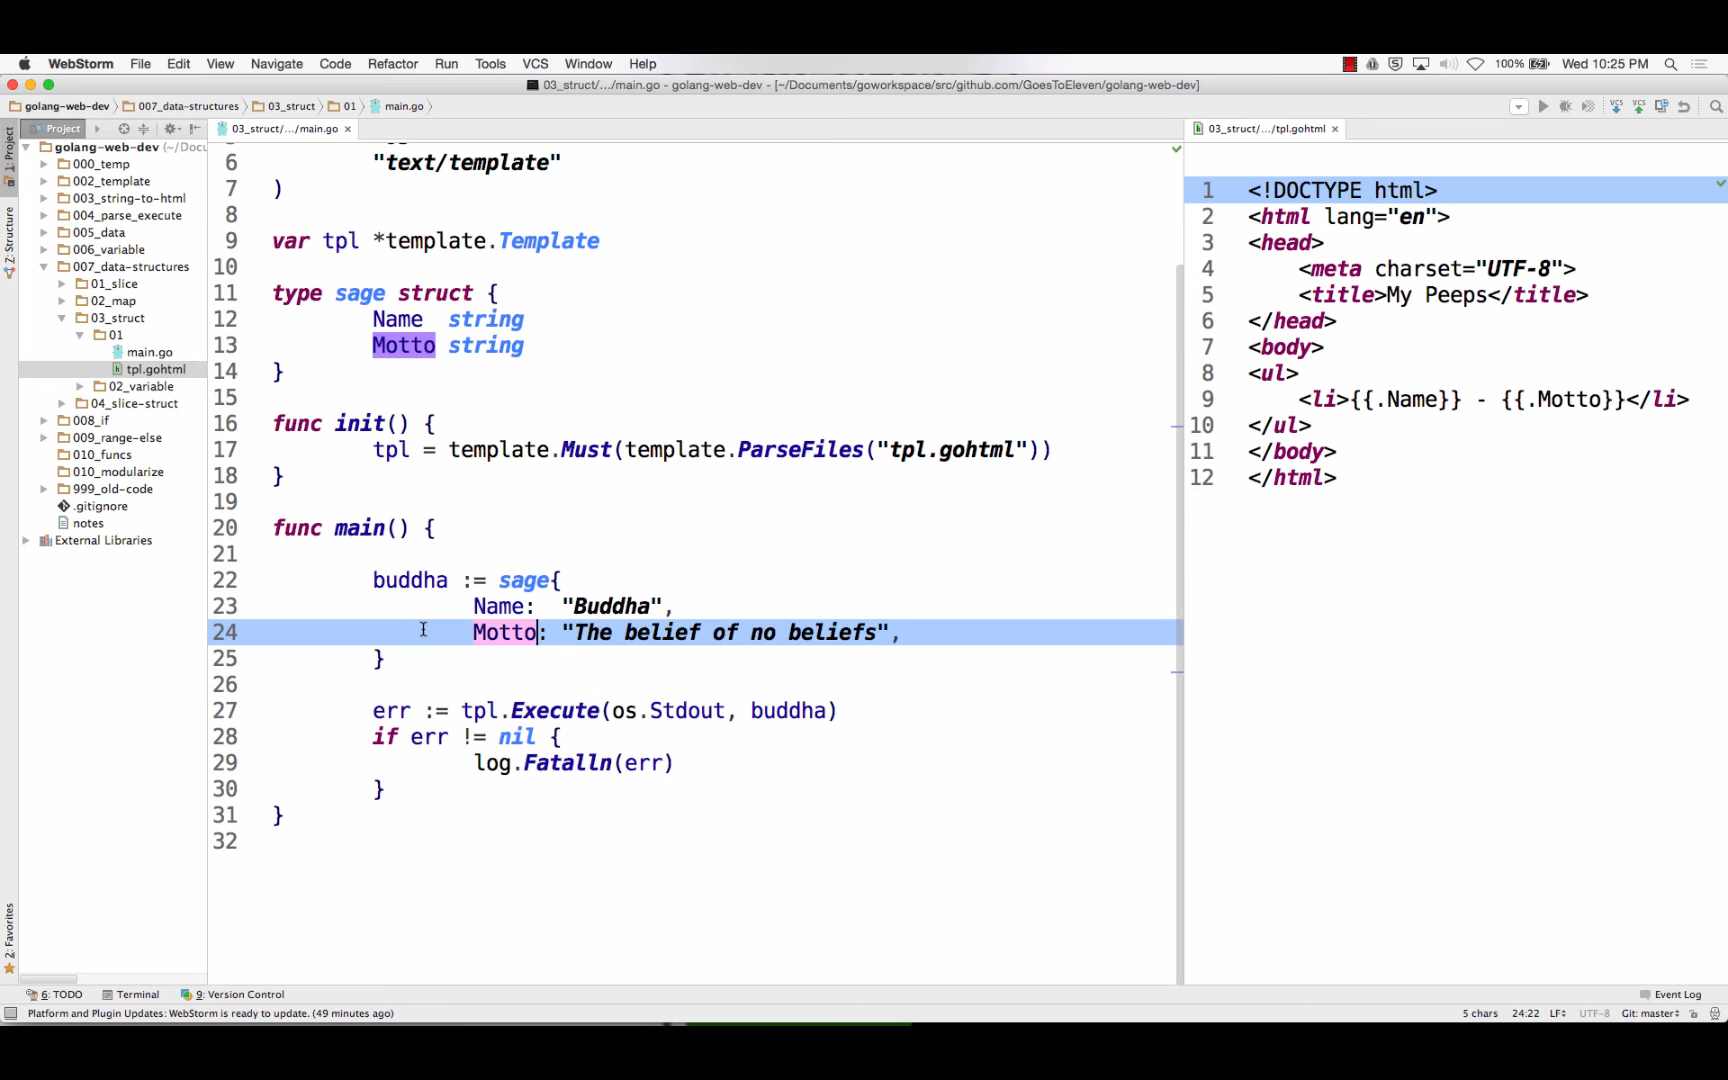 WebStorm File Edit View Navigate Code Refactor Run Tools VCS Window Help 100% Wed 10:25 PM
03_struct/.../main.go - golang-web-dev - [~/Documents/goworkspace/src/github.com/GoesToEleven/golang-web-dev]
golang-web-dev 007_data-structures 03_struct 01 main.go
Project 03_struct/.../main.go 03_struct/.../tpl.gohtml
1: Project
Z: Structure
2: Favorites
golang-web-dev (~/Docu
000_temp
002_template
003_string-to-html
004_parse_execute
005_data
006_variable
007_data-structures
01_slice
02_map
03_struct
01
main.go
tpl.gohtml
02_variable
04_slice-struct
008_if
009_range-else
010_funcs
010_modularize
999_old-code
.gitignore
notes
External Libraries
6 "text/template"
7 )
8
9 var tpl *template.Template
10
11 type sage struct {
12 Name string
13 Motto string
14 }
15
16 func init() {
17 tpl = template.Must(template.ParseFiles("tpl.gohtml"))
18 }
19
20 func main() {
21
22 buddha := sage{
23 Name: "Buddha",
24 Motto: "The belief of no beliefs",
25 }
26
27 err := tpl.Execute(os.Stdout, buddha)
28 if err != nil {
29 log.Fatalln(err)
30 }
31 }
32
1 <!DOCTYPE html>
2 <html lang="en">
3 <head>
4 <meta charset="UTF-8">
5 <title>My Peeps</title>
6 </head>
7 <body>
8 <ul>
9 <li>{{.Name}} - {{.Motto}}</li>
10 </ul>
11 </body>
12 </html>
6: TODO Terminal 9: Version Control Event Log
Platform and Plugin Updates: WebStorm is ready to update. (49 minutes ago) 5 chars 24:22 LF UTF-8 Git: master